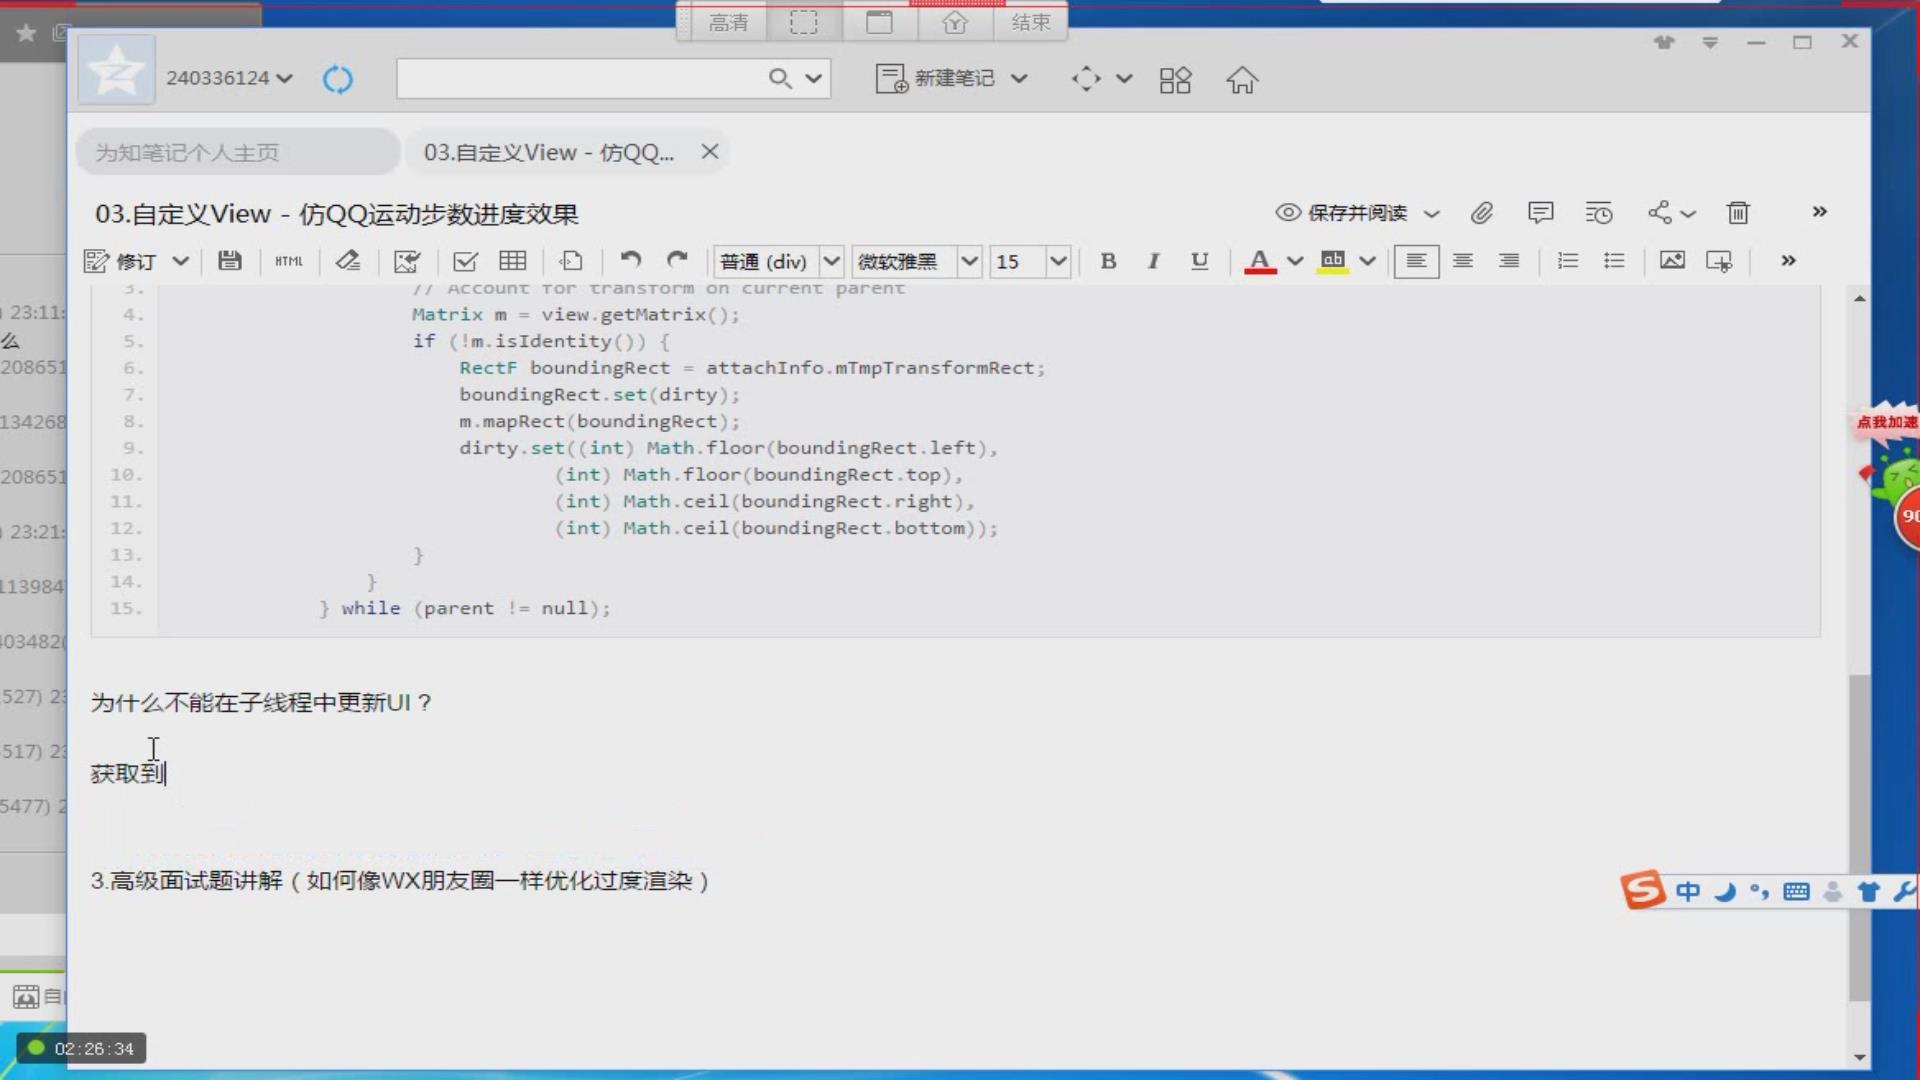 高清
结束
240336124
新建笔记
为知笔记个人主页
03.自定义View - 仿QQ...
03.自定义View - 仿QQ运动步数进度效果
保存并阅读
修订
HTML
普通 (div)
微软雅黑
15
B I U A ab
3. // Account for transform on current parent
4. Matrix m = view.getMatrix();
5. if (!m.isIdentity()) {
6. RectF boundingRect = attachInfo.mTmpTransformRect;
7. boundingRect.set(dirty);
8. m.mapRect(boundingRect);
9. dirty.set((int) Math.floor(boundingRect.left),
10. (int) Math.floor(boundingRect.top),
11. (int) Math.ceil(boundingRect.right),
12. (int) Math.ceil(boundingRect.bottom));
13. }
14. }
15. } while (parent != null);
为什么不能在子线程中更新UI？
获取到
3.高级面试题讲解（如何像WX朋友圈一样优化过度渲染）
) 23:11:
么
208651
134268
208651
) 23:21:
113984
403482(
527) 23
517) 23
5477) 2
点我加速
90
中
自
02:26:34